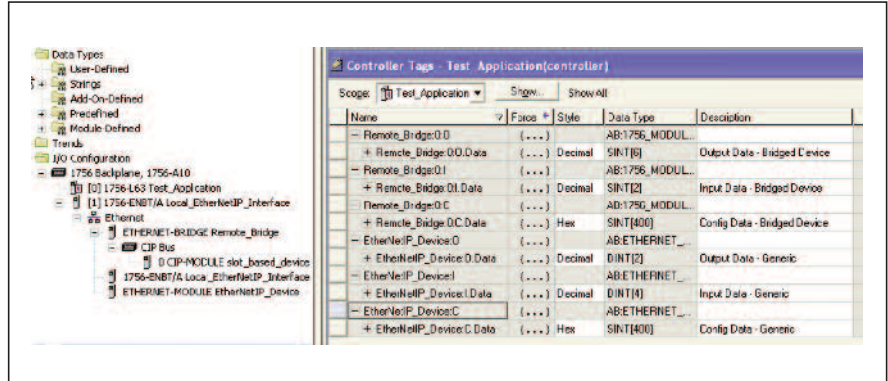 Data Types
User-Defined
Strings
Add-On-Defined
Predefined
Module-Defined
Trends
I/O Configuration
1756 Backplane, 1756-A10
[0] 1756-L63 Test_Application
[1] 1756-ENBT/A Local_EtherNetIP_Interface
Ethernet
ETHERNET-BRIDGE Remote_Bridge
CIP Bus
0 CIP-MODULE slot_based_device
1756-ENBT/A Local_EtherNetIP_Interface
ETHERNET-MODULE EtherNetIP_Device
Controller Tags - Test_Application(controller)
Scope: Test_Application Show... Show All
Name Force Style Data Type Description
Remote_Bridge:0:O {...} AB:1756_MODUL...
Remote_Bridge:0:O.Data {...} Decimal SINT[6] Output Data - Bridged Device
Remote_Bridge:0:I {...} AB:1756_MODUL...
Remote_Bridge:0:I.Data {...} Decimal SINT[2] Input Data - Bridged Device
Remote_Bridge:0:C {...} AB:1756_MODUL...
Remote_Bridge:0:C.Data {...} Hex SINT[400] Config Data - Bridged Device
EtherNetIP_Device:O {...} AB:ETHERNET_...
EtherNetIP_Device:O.Data {...} Decimal DINT[2] Output Data - Generic
EtherNetIP_Device:I {...} AB:ETHERNET_...
EtherNetIP_Device:I.Data {...} Decimal DINT[4] Input Data - Generic
EtherNetIP_Device:C {...} AB:ETHERNET_...
EtherNetIP_Device:C.Data {...} Hex SINT[400] Config Data - Generic